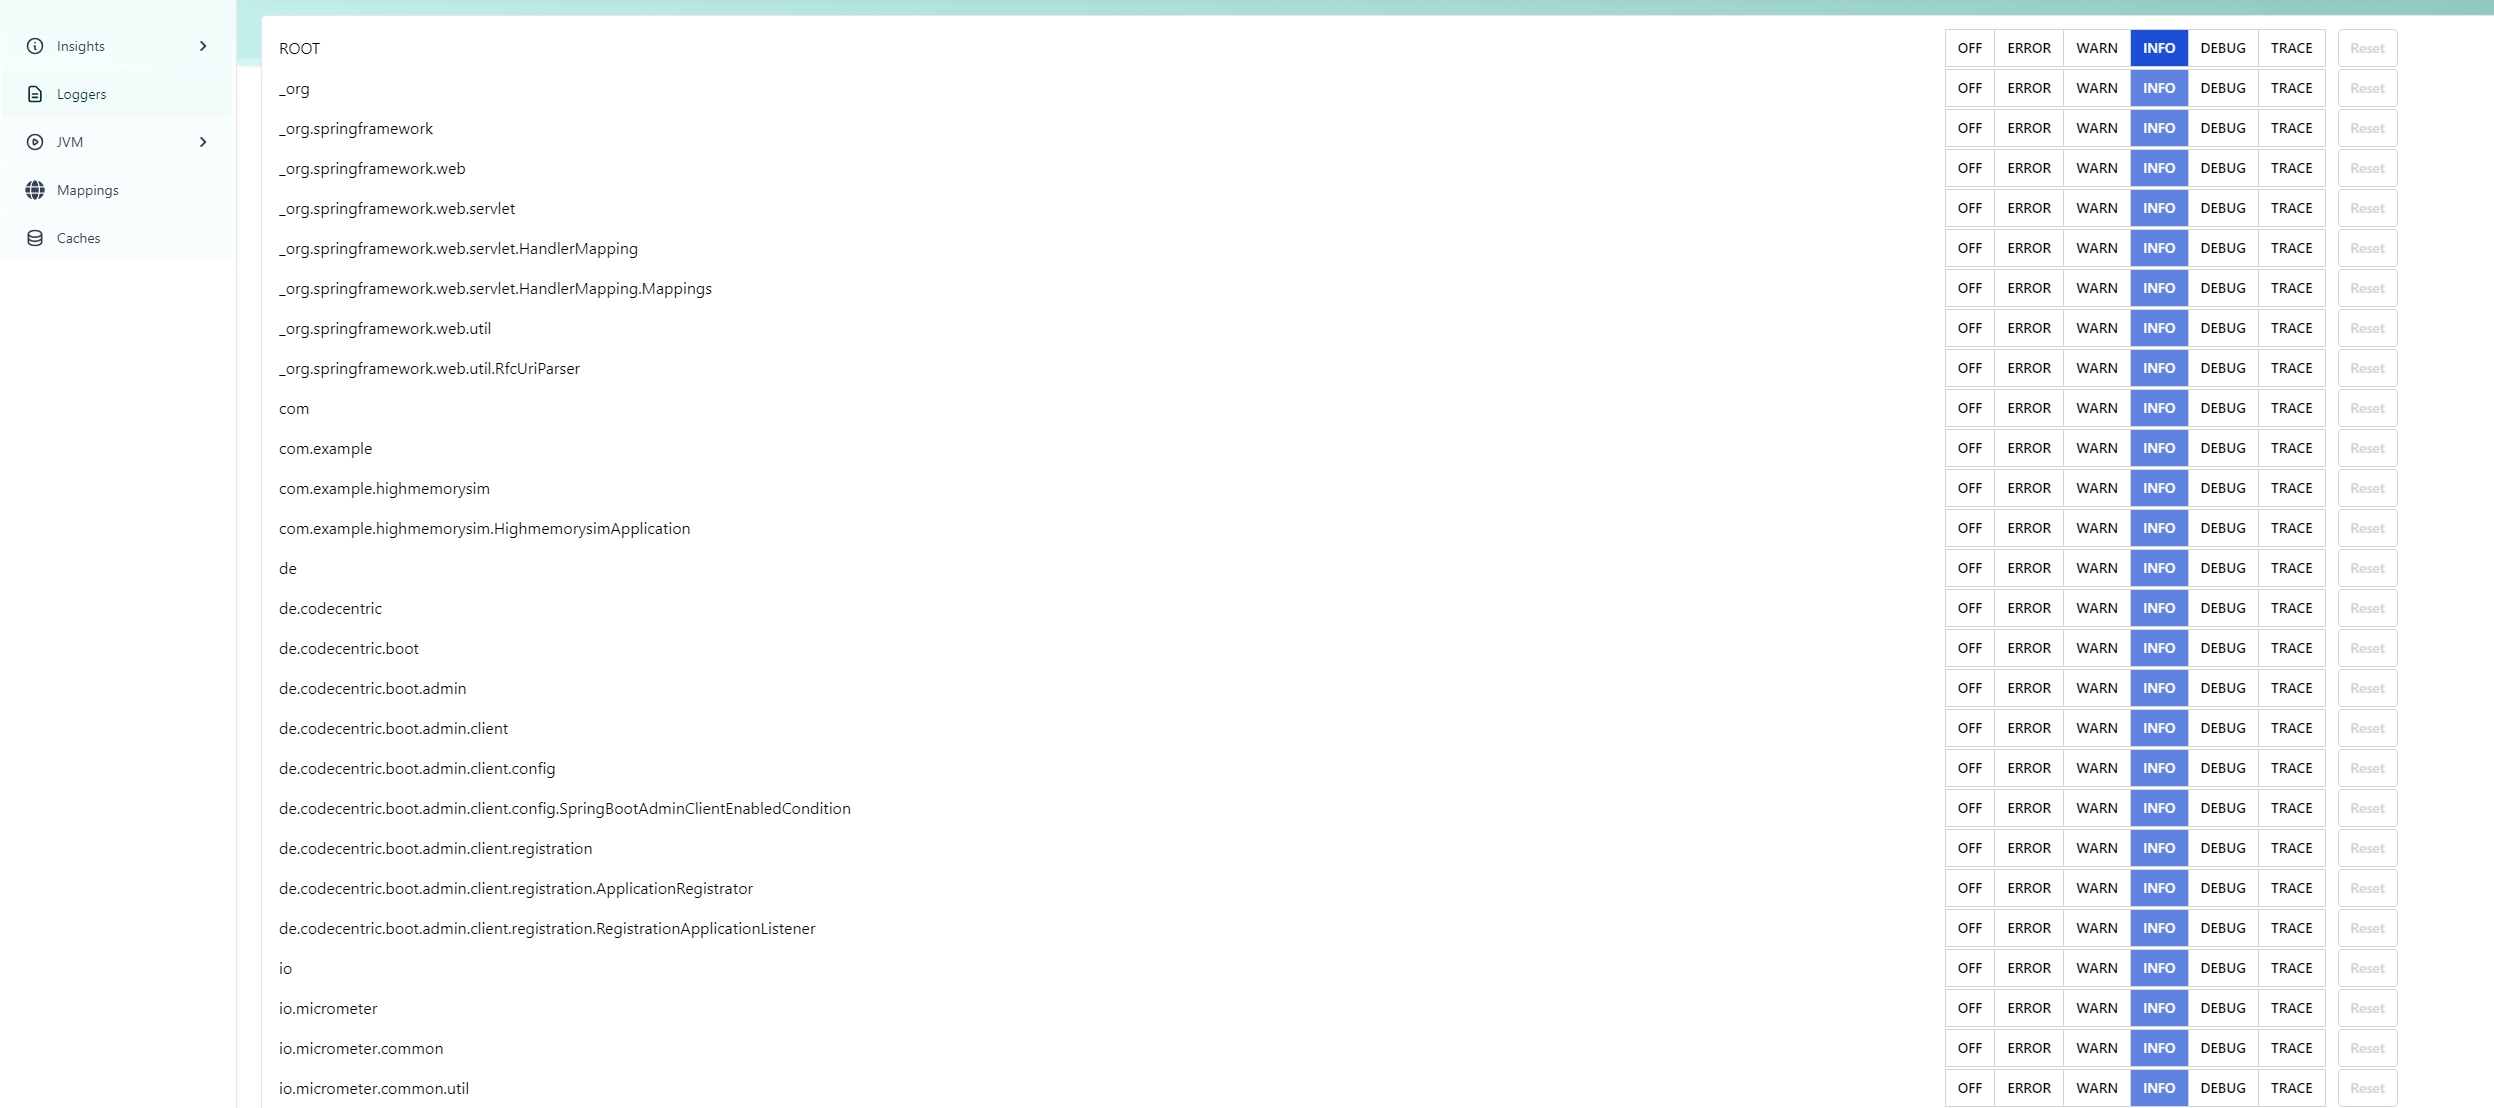 Insights
Loggers
JVM
Mappings
Caches
ROOT OFF ERROR WARN INFO DEBUG TRACE Reset
_org OFF ERROR WARN INFO DEBUG TRACE Reset
_org.springframework OFF ERROR WARN INFO DEBUG TRACE Reset
_org.springframework.web OFF ERROR WARN INFO DEBUG TRACE Reset
_org.springframework.web.servlet OFF ERROR WARN INFO DEBUG TRACE Reset
_org.springframework.web.servlet.HandlerMapping OFF ERROR WARN INFO DEBUG TRACE Reset
_org.springframework.web.servlet.HandlerMapping.Mappings OFF ERROR WARN INFO DEBUG TRACE Reset
_org.springframework.web.util OFF ERROR WARN INFO DEBUG TRACE Reset
_org.springframework.web.util.RfcUriParser OFF ERROR WARN INFO DEBUG TRACE Reset
com OFF ERROR WARN INFO DEBUG TRACE Reset
com.example OFF ERROR WARN INFO DEBUG TRACE Reset
com.example.highmemorysim OFF ERROR WARN INFO DEBUG TRACE Reset
com.example.highmemorysim.HighmemorysimApplication OFF ERROR WARN INFO DEBUG TRACE Reset
de OFF ERROR WARN INFO DEBUG TRACE Reset
de.codecentric OFF ERROR WARN INFO DEBUG TRACE Reset
de.codecentric.boot OFF ERROR WARN INFO DEBUG TRACE Reset
de.codecentric.boot.admin OFF ERROR WARN INFO DEBUG TRACE Reset
de.codecentric.boot.admin.client OFF ERROR WARN INFO DEBUG TRACE Reset
de.codecentric.boot.admin.client.config OFF ERROR WARN INFO DEBUG TRACE Reset
de.codecentric.boot.admin.client.config.SpringBootAdminClientEnabledCondition OFF ERROR WARN INFO DEBUG TRACE Reset
de.codecentric.boot.admin.client.registration OFF ERROR WARN INFO DEBUG TRACE Reset
de.codecentric.boot.admin.client.registration.ApplicationRegistrator OFF ERROR WARN INFO DEBUG TRACE Reset
de.codecentric.boot.admin.client.registration.RegistrationApplicationListener OFF ERROR WARN INFO DEBUG TRACE Reset
io OFF ERROR WARN INFO DEBUG TRACE Reset
io.micrometer OFF ERROR WARN INFO DEBUG TRACE Reset
io.micrometer.common OFF ERROR WARN INFO DEBUG TRACE Reset
io.micrometer.common.util OFF ERROR WARN INFO DEBUG TRACE Reset